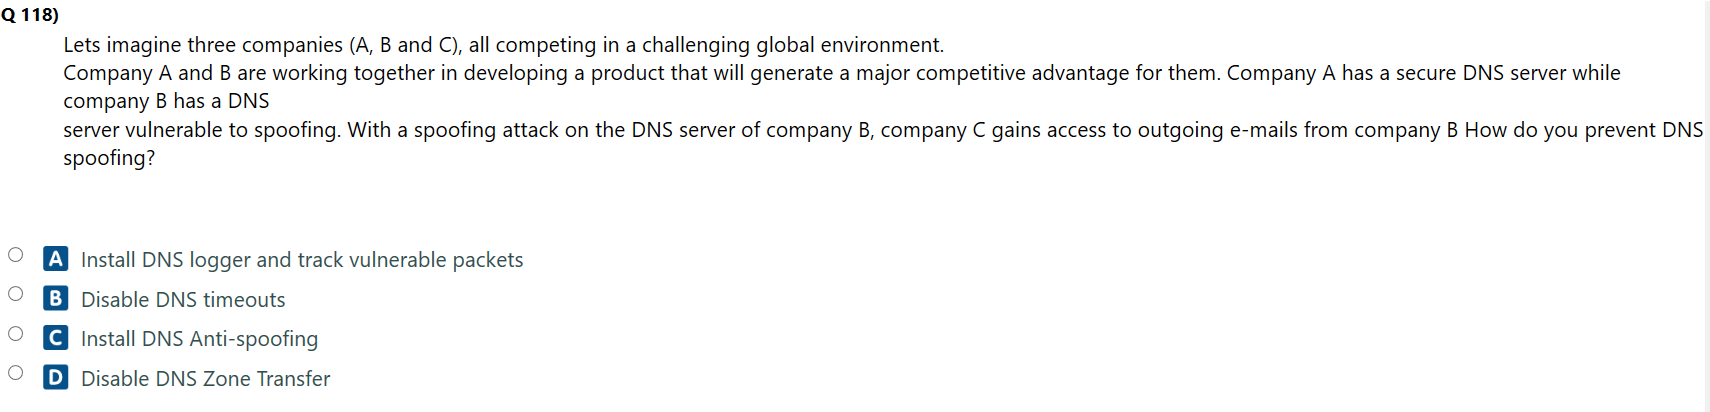 Q 118)
Lets imagine three companies (A, B and C), all competing in a challenging global environment.
Company A and B are working together in developing a product that will generate a major competitive advantage for them. Company A has a secure DNS server while
company B has a DNS
server vulnerable to spoofing. With a spoofing attack on the DNS server of company B, company C gains access to outgoing e-mails from company B How do you prevent DNS
spoofing?
A Install DNS logger and track vulnerable packets
B Disable DNS timeouts
C Install DNS Anti-spoofing
D Disable DNS Zone Transfer